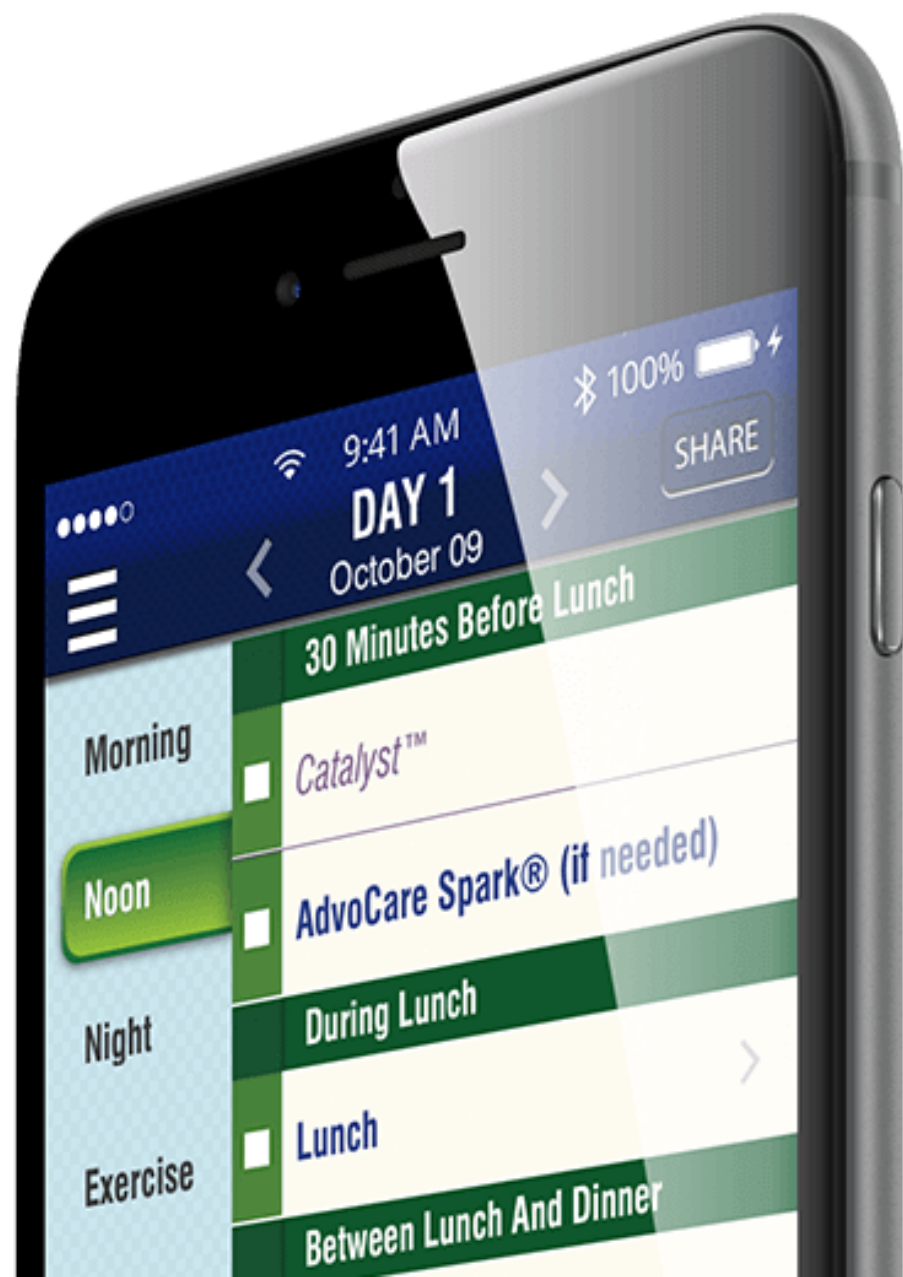 9:41 AM
100%
DAY 1
October 09
SHARE
30 Minutes Before Lunch
Morning
Catalyst™
Noon
AdvoCare Spark® (if needed)
Night
During Lunch
Exercise
Lunch
Between Lunch And Dinner